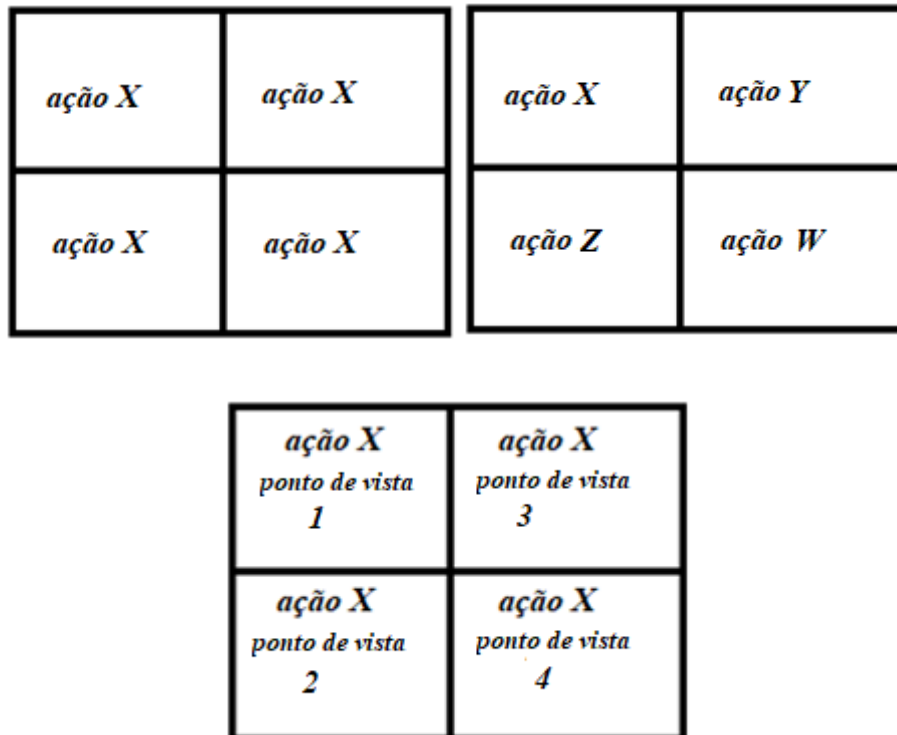 ação X
ação X
ação X
ação X
ação X
ação Y
ação Z
ação W
ação X
ponto de vista
1
ação X
ponto de vista
3
ação X
ponto de vista
2
ação X
ponto de vista
4